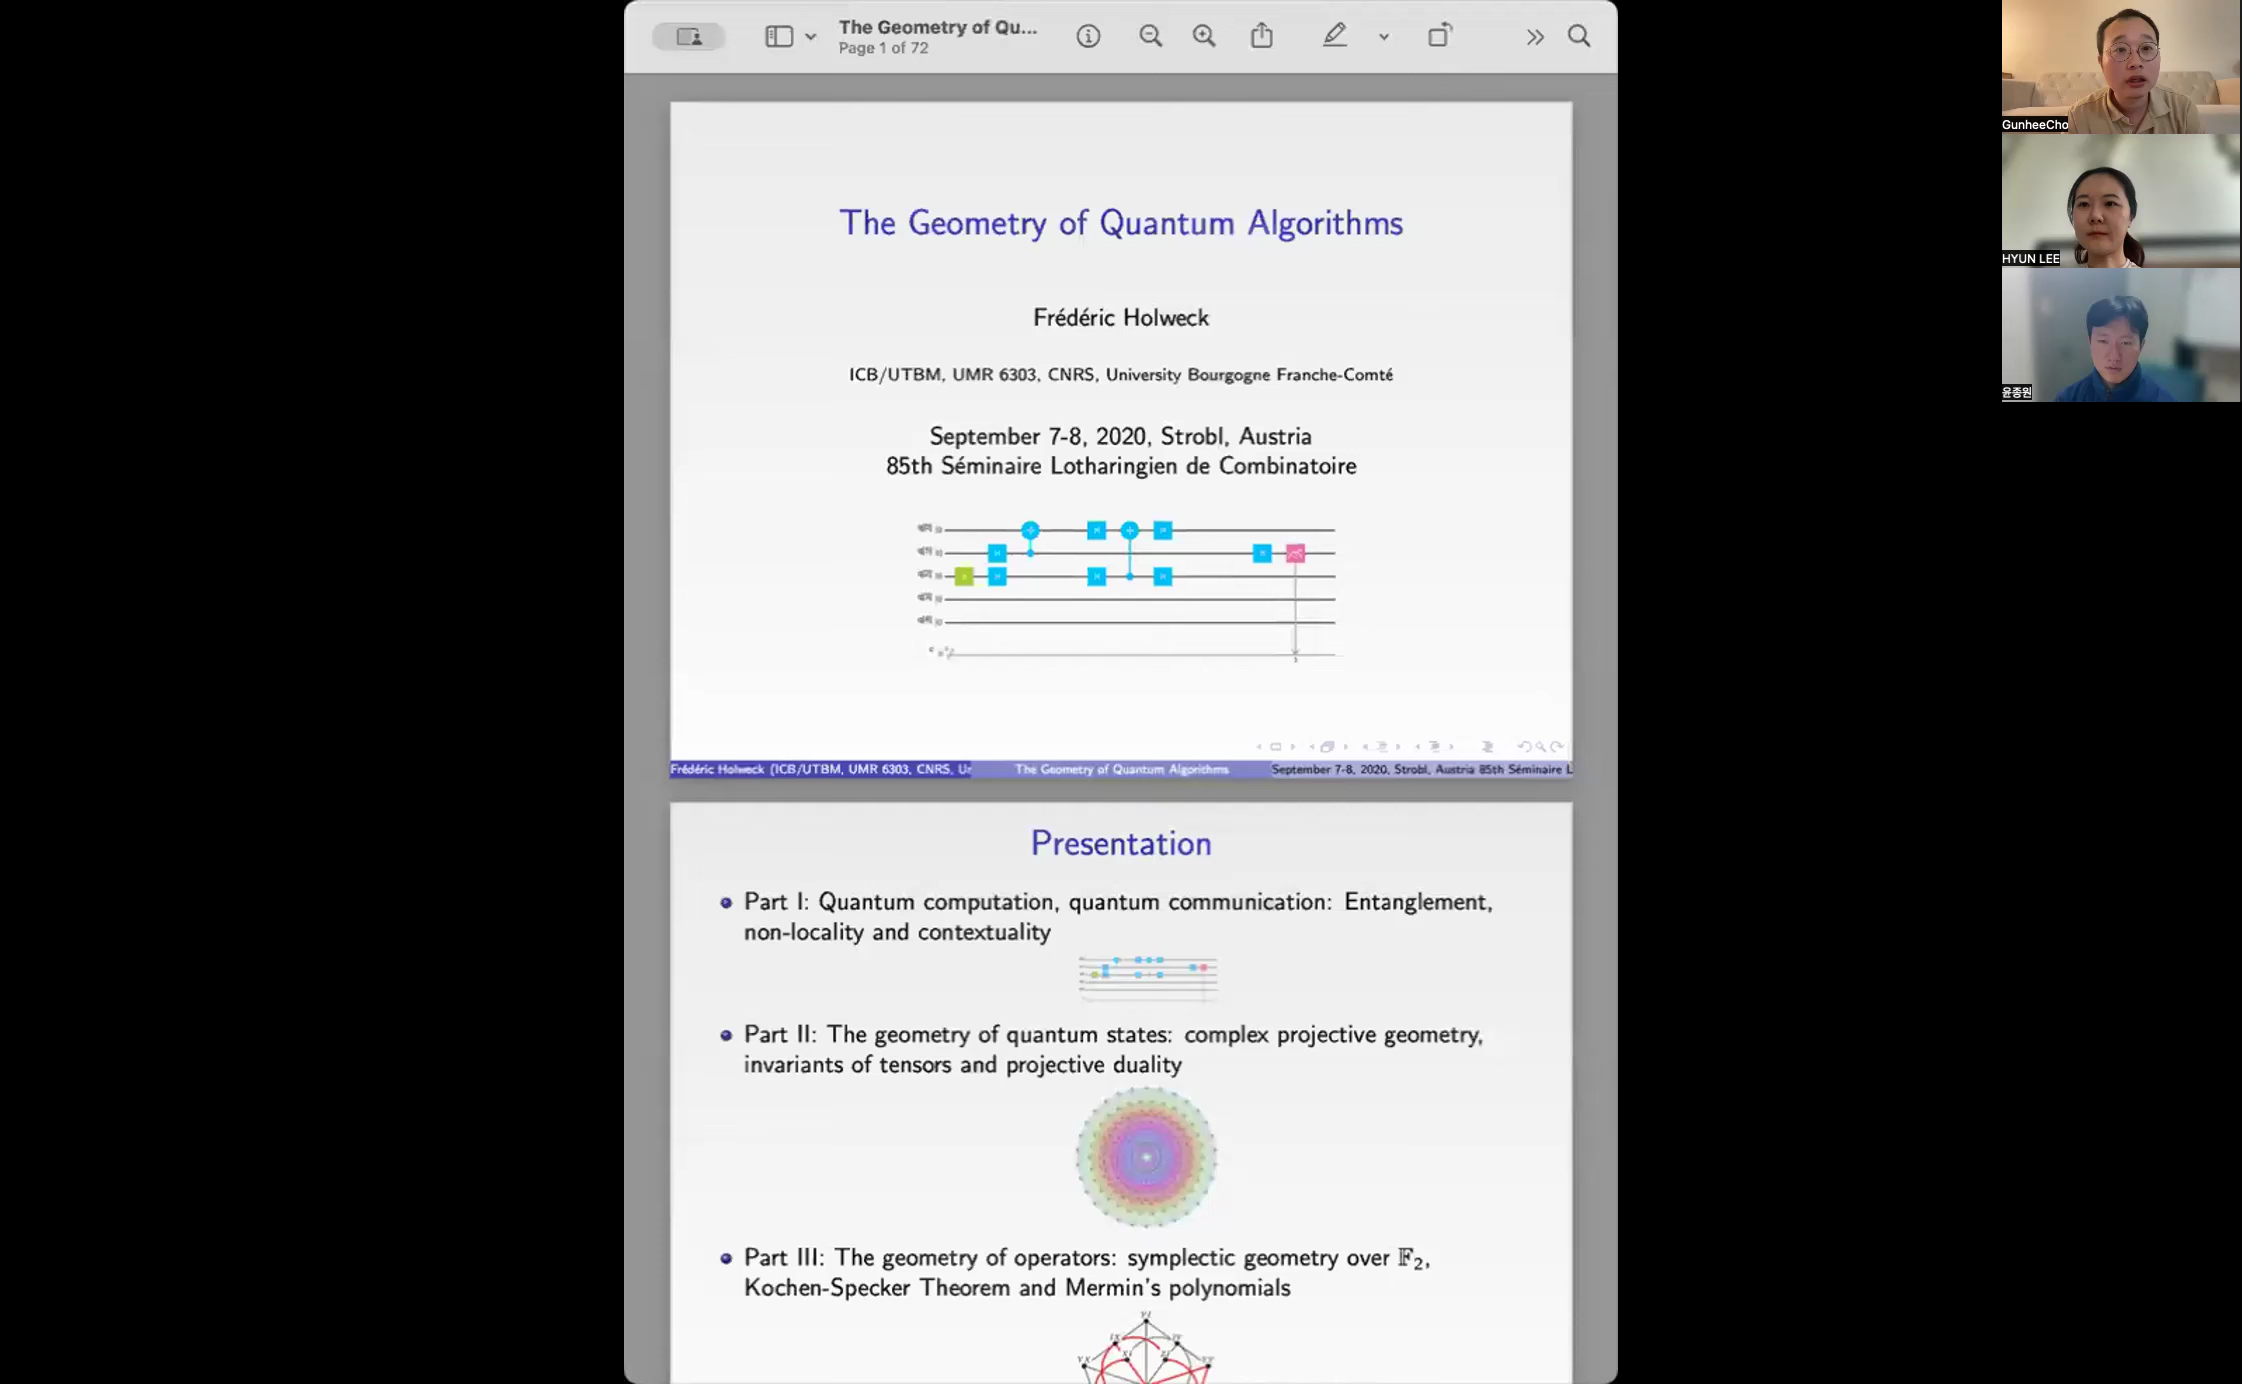 The Geometry of Qu...
Page 1 of 72
The Geometry of Quantum Algorithms
Frédéric Holweck
ICB/UTBM, UMR 6303, CNRS, University Bourgogne Franche-Comté
September 7-8, 2020, Strobl, Austria
85th Séminaire Lotharingien de Combinatoire
Frédéric Holweck (ICB/UTBM, UMR 6303, CNRS, Un
The Geometry of Quantum Algorithms
September 7-8, 2020, Strobl, Austria 85th Séminaire L
Presentation
Part I: Quantum computation, quantum communication: Entanglement,
non-locality and contextuality
Part II: The geometry of quantum states: complex projective geometry,
invariants of tensors and projective duality
Part III: The geometry of operators: symplectic geometry over 𝔽₂,
Kochen-Specker Theorem and Mermin's polynomials
GunheeCho
HYUN LEE
윤종원